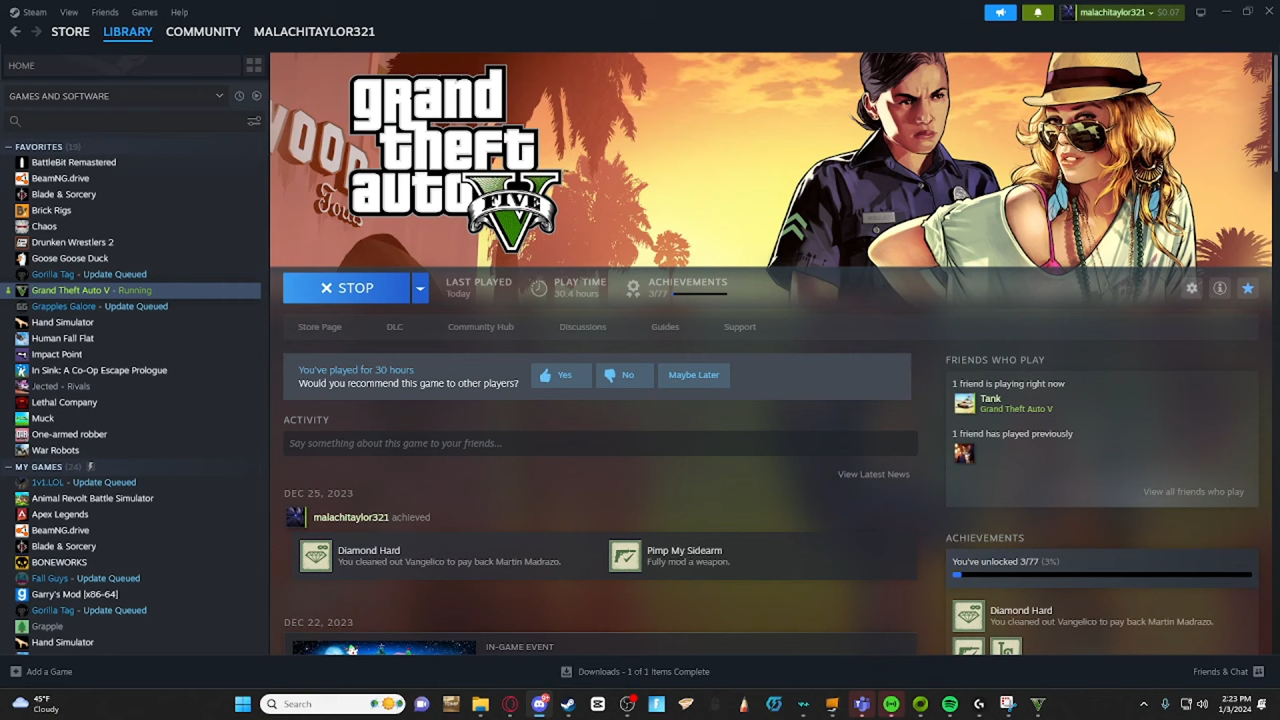 Steam View Friends Games Help
malachitaylor321 $0.07
STORE LIBRARY COMMUNITY MALACHITAYLOR321
HOME
GAMES AND SOFTWARE
FAVORITES (19)
BattleBit Remastered
BeamNG.drive
Blade & Sorcery
Brick Rigs
Chaos
Drunken Wrestlers 2
Goose Goose Duck
Gorilla Tag - Update Queued
Grand Theft Auto V - Running
Grapples Galore - Update Queued
Hand Simulator
Human Fall Flat
Impact Point
In Sink: A Co-Op Escape Prologue
Jected - Rivals
Lethal Company
Muck
One-armed robber
War Robots
MY GAMES (24)
1v1.LOL - Update Queued
Animal Revolt Battle Simulator
Apex Legends
BeamNG.drive
Blade & Sorcery
BONEWORKS
Fall Guys - Update Queued
Garry's Mod [x86-64]
Gorilla Tag - Update Queued
Grapple
Hand Simulator
grand
theft
auto V
FIVE
STOP
LAST PLAYED
Today
PLAY TIME
30.4 hours
ACHIEVEMENTS
3/77
Store Page DLC Community Hub Discussions Guides Support
You've played for 30 hours
Would you recommend this game to other players?
Yes No Maybe Later
ACTIVITY
Say something about this game to your friends...
View Latest News
DEC 25, 2023
malachitaylor321 achieved
Diamond Hard
You cleaned out Vangelico to pay back Martin Madrazo.
Pimp My Sidearm
Fully mod a weapon.
DEC 22, 2023
IN-GAME EVENT
FRIENDS WHO PLAY
1 friend is playing right now
Tank
Grand Theft Auto V
1 friend has played previously
View all friends who play
ACHIEVEMENTS
You've unlocked 3/77 (3%)
Diamond Hard
You cleaned out Vangelico to pay back Martin Madrazo.
Add a Game
Downloads - 1 of 1 Items Complete
Friends & Chat
45°F
Cloudy
Search
2:23 PM
1/3/2024